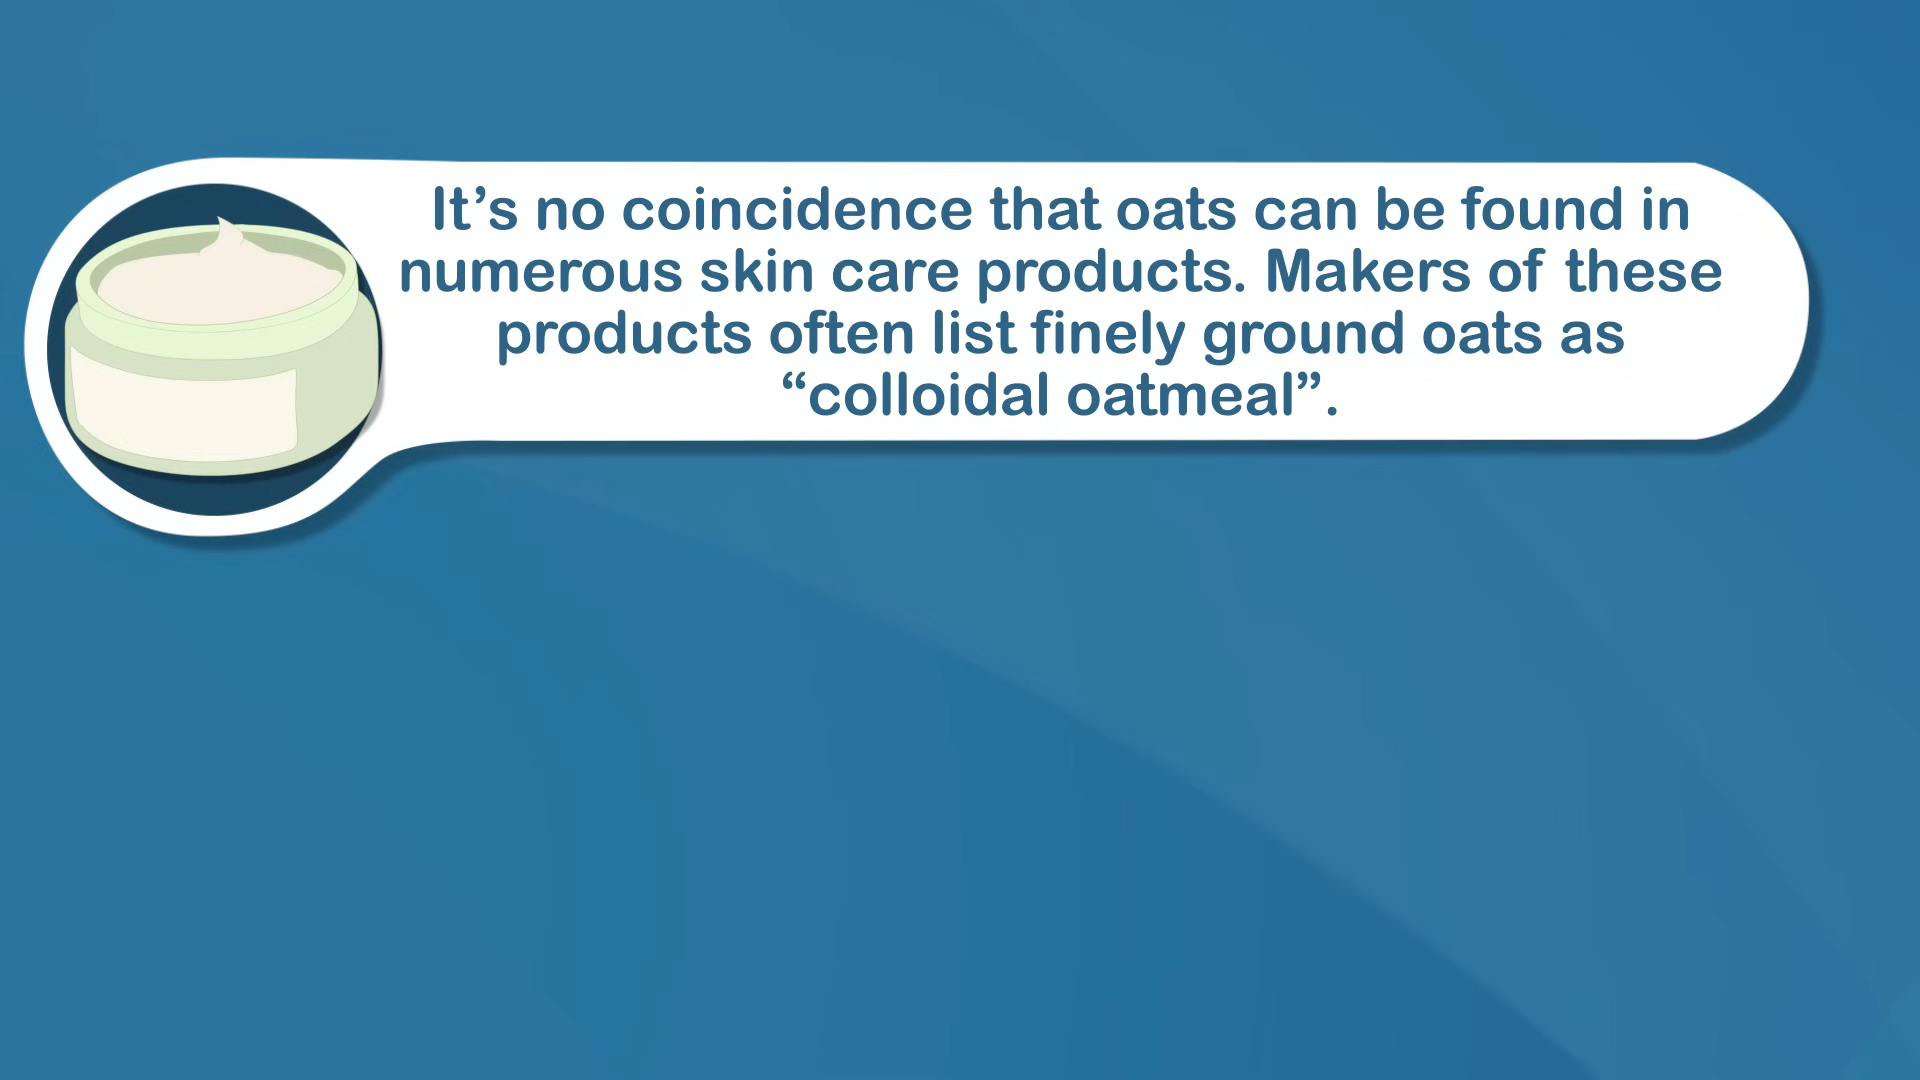 It’s no coincidence that oats can be found in
numerous skin care products. Makers of these
products often list finely ground oats as
“colloidal oatmeal”.